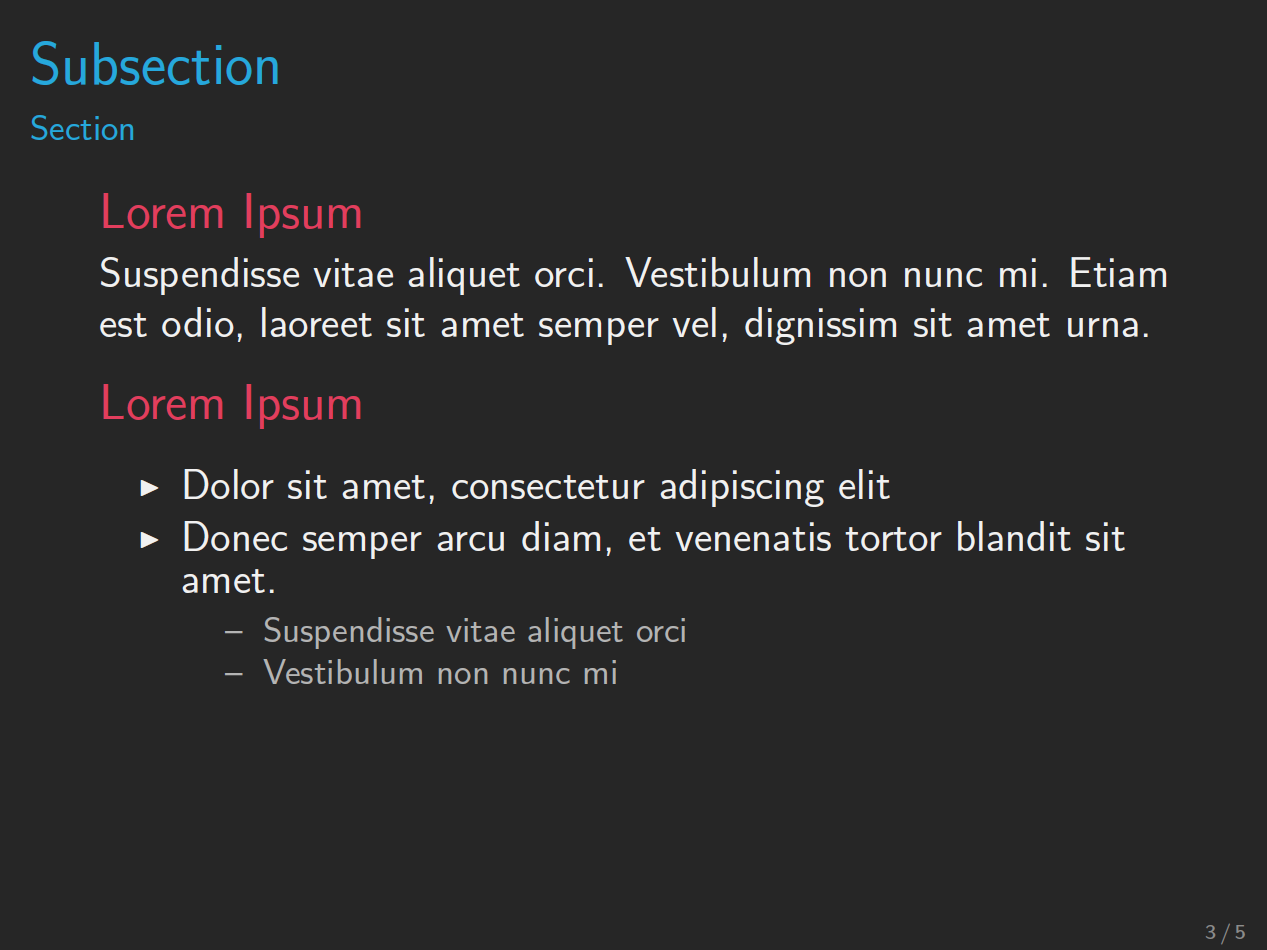 Subsection
Section
Lorem Ipsum
Suspendisse vitae aliquet orci. Vestibulum non nunc mi. Etiam
est odio, laoreet sit amet semper vel, dignissim sit amet urna.
Lorem Ipsum
▶ Dolor sit amet, consectetur adipiscing elit
▶ Donec semper arcu diam, et venenatis tortor blandit sit
amet.
– Suspendisse vitae aliquet orci
– Vestibulum non nunc mi
3 / 5